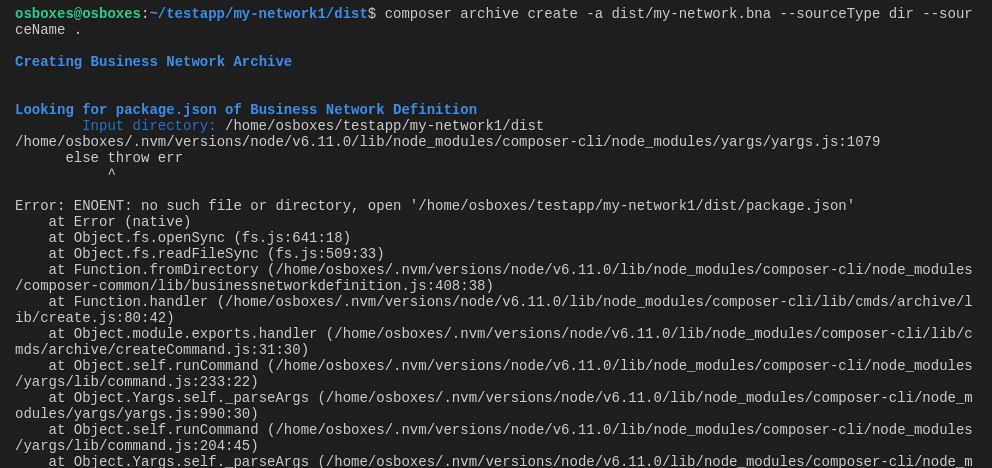 osboxes@osboxes:~/testapp/my-network1/dist$ composer archive create -a dist/my-network.bna --sourceType dir --sour
ceName .
Creating Business Network Archive
Looking for package.json of Business Network Definition
        Input directory: /home/osboxes/testapp/my-network1/dist
/home/osboxes/.nvm/versions/node/v6.11.0/lib/node_modules/composer-cli/node_modules/yargs/yargs.js:1079
      else throw err
           ^
Error: ENOENT: no such file or directory, open '/home/osboxes/testapp/my-network1/dist/package.json'
    at Error (native)
    at Object.fs.openSync (fs.js:641:18)
    at Object.fs.readFileSync (fs.js:509:33)
    at Function.fromDirectory (/home/osboxes/.nvm/versions/node/v6.11.0/lib/node_modules/composer-cli/node_modules
/composer-common/lib/businessnetworkdefinition.js:408:38)
    at Function.handler (/home/osboxes/.nvm/versions/node/v6.11.0/lib/node_modules/composer-cli/lib/cmds/archive/l
ib/create.js:80:42)
    at Object.module.exports.handler (/home/osboxes/.nvm/versions/node/v6.11.0/lib/node_modules/composer-cli/lib/c
mds/archive/createCommand.js:31:30)
    at Object.self.runCommand (/home/osboxes/.nvm/versions/node/v6.11.0/lib/node_modules/composer-cli/node_modules
/yargs/lib/command.js:233:22)
    at Object.Yargs.self._parseArgs (/home/osboxes/.nvm/versions/node/v6.11.0/lib/node_modules/composer-cli/node_m
odules/yargs/yargs.js:990:30)
    at Object.self.runCommand (/home/osboxes/.nvm/versions/node/v6.11.0/lib/node_modules/composer-cli/node_modules
/yargs/lib/command.js:204:45)
    at Object.Yargs.self._parseArgs (/home/osboxes/.nvm/versions/node/v6.11.0/lib/node_modules/composer-cli/node_m